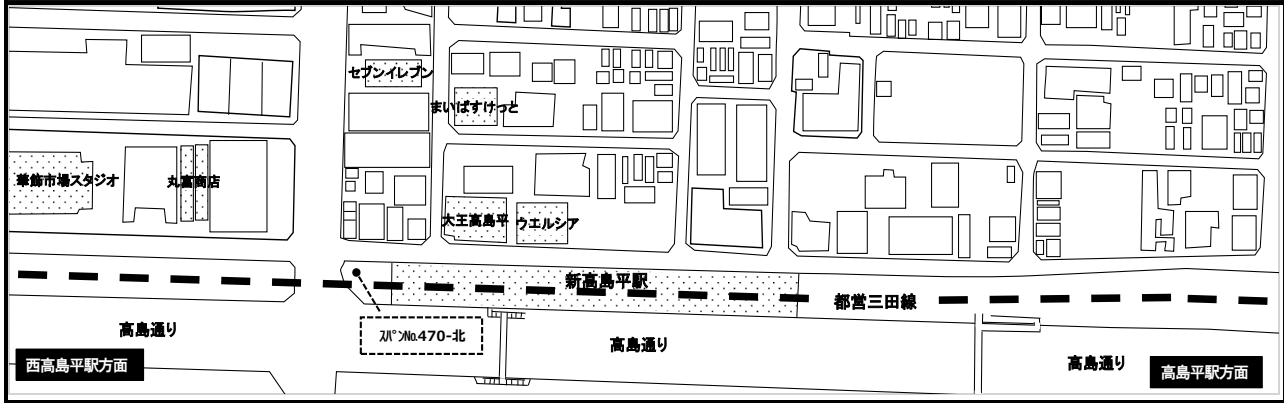 セブンイレブン
まいばすけっと
華飾市場スタジオ
丸富商店
大王高島平
ウエルシア
新高島平駅
都営三田線
高島通り
ｽﾊﾟﾝNo.470-北
高島通り
高島通り
西高島平駅方面
高島平駅方面